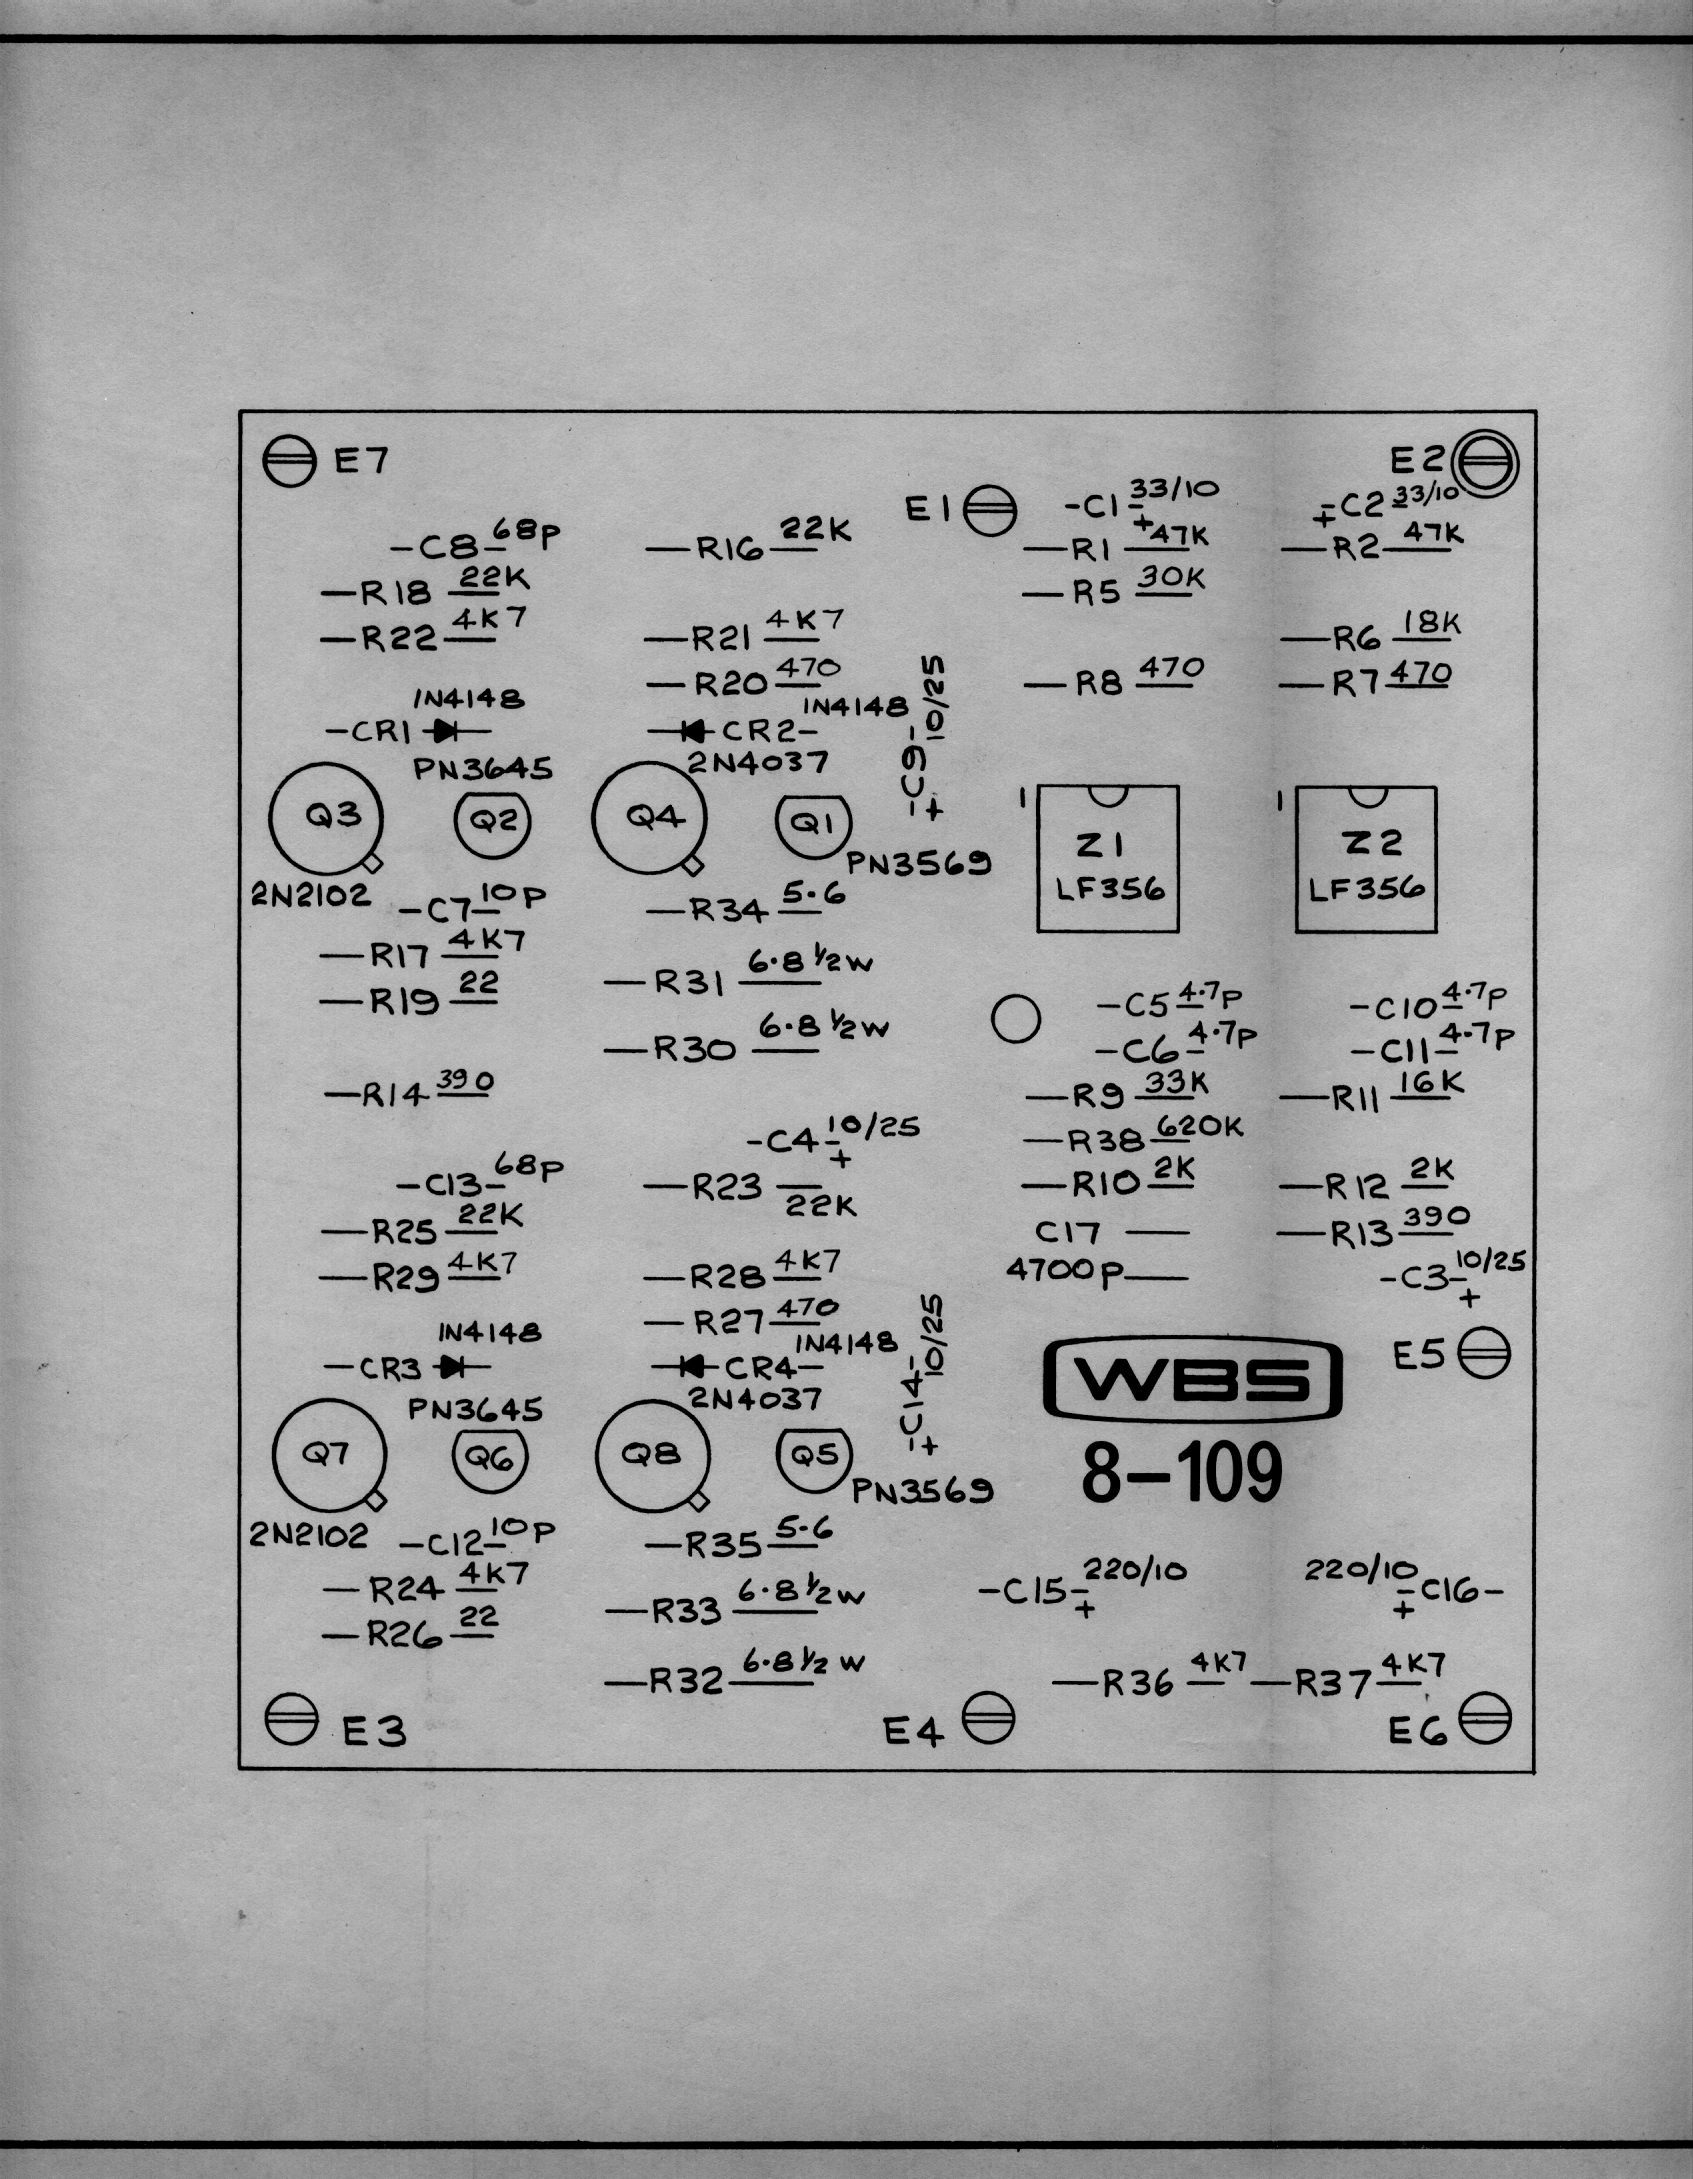 E7
E2
E1
-C1- 33/10
+
-C2- 33/10
+
-C8- 68p
R16 22K
R1 47K
R2 47K
R18 22K
R5 30K
R22 4K7
R21 4K7
R6 18K
R20 470
R8 470
R7 470
1N4148
-CR1
1N4148
CR2-
-C9- 10/25
+
PN3645
2N4037
Q3
Q2
Q4
Q1
1
Z1
LF356
1
Z2
LF356
PN3569
2N2102
-C7- 10p
R34 5.6
R17 4K7
R31 6.8 ½W
R19 22
-C5- 4.7p
-C10- 4.7p
R30 6.8 ½W
-C6- 4.7p
-C11- 4.7p
R14 390
R9 33K
R11 16K
-C4- 10/25
+
R38 620K
-C13- 68p
R23
22K
R10 2K
R12 2K
R25 22K
C17
4700p
R13 390
R29 4K7
R28 4K7
-C3- 10/25
+
R27 470
1N4148
-CR3
1N4148
CR4-
-C14- 10/25
+
WBS
E5
PN3645
2N4037
Q7
Q6
Q8
Q5
8-109
PN3569
2N2102
-C12- 10p
R35 5.6
R24 4K7
R33 6.8 ½W
-C15- 220/10
+
220/10 -C16-
+
R26 22
R32 6.8 ½W
R36 4K7
R37 4K7
E3
E4
E6